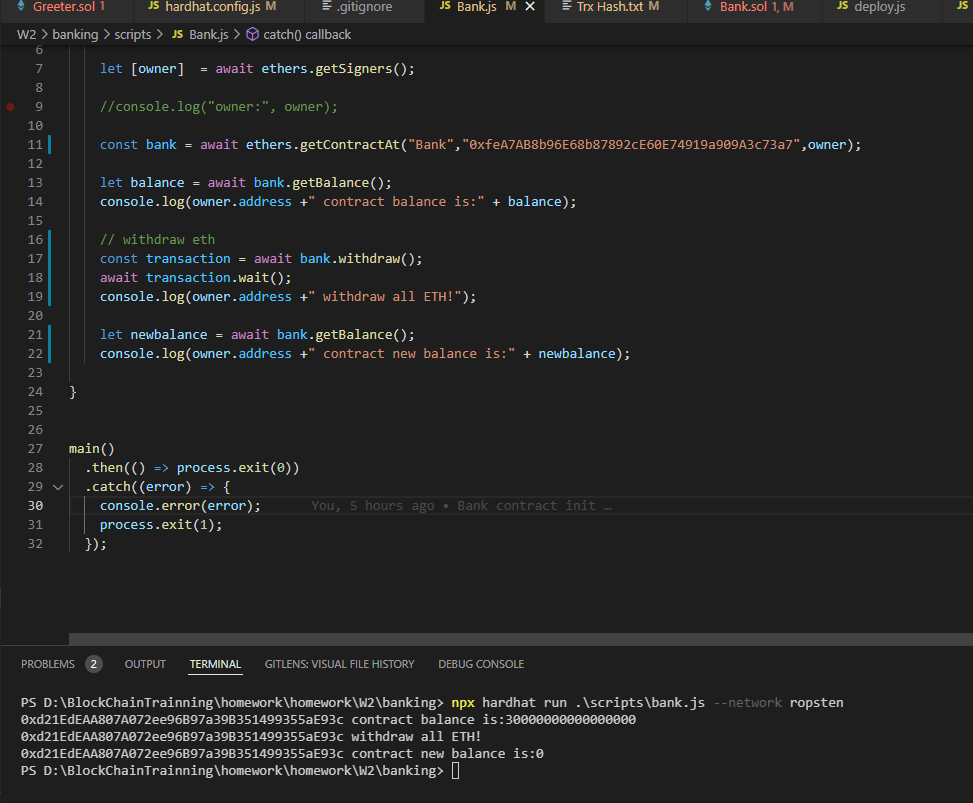 Greeter.sol 1 JS hardhat.config.js M .gitignore JS Bank.js M Trx Hash.txt M Bank.sol 1, M JS deploy.js JS
W2 > banking > scripts > JS Bank.js > catch() callback
6
7 let [owner]  = await ethers.getSigners();
8
9 //console.log("owner:", owner);
10
11 const bank = await ethers.getContractAt("Bank","0xfeA7AB8b96E68b87892cE60E74919a909A3c73a7",owner);
12
13 let balance = await bank.getBalance();
14 console.log(owner.address +" contract balance is:" + balance);
15
16 // withdraw eth
17 const transaction = await bank.withdraw();
18 await transaction.wait();
19 console.log(owner.address +" withdraw all ETH!");
20
21 let newbalance = await bank.getBalance();
22 console.log(owner.address +" contract new balance is:" + newbalance);
23
24 }
25
26
27 main()
28 .then(() => process.exit(0))
29 .catch((error) => {
30 console.error(error); You, 5 hours ago • Bank contract init …
31 process.exit(1);
32 });
PROBLEMS 2 OUTPUT TERMINAL GITLENS: VISUAL FILE HISTORY DEBUG CONSOLE
PS D:\BlockChainTrainning\homework\homework\W2\banking> npx hardhat run .\scripts\bank.js --network ropsten
0xd21EdEAA807A072ee96B97a39B351499355aE93c contract balance is:30000000000000000
0xd21EdEAA807A072ee96B97a39B351499355aE93c withdraw all ETH!
0xd21EdEAA807A072ee96B97a39B351499355aE93c contract new balance is:0
PS D:\BlockChainTrainning\homework\homework\W2\banking>